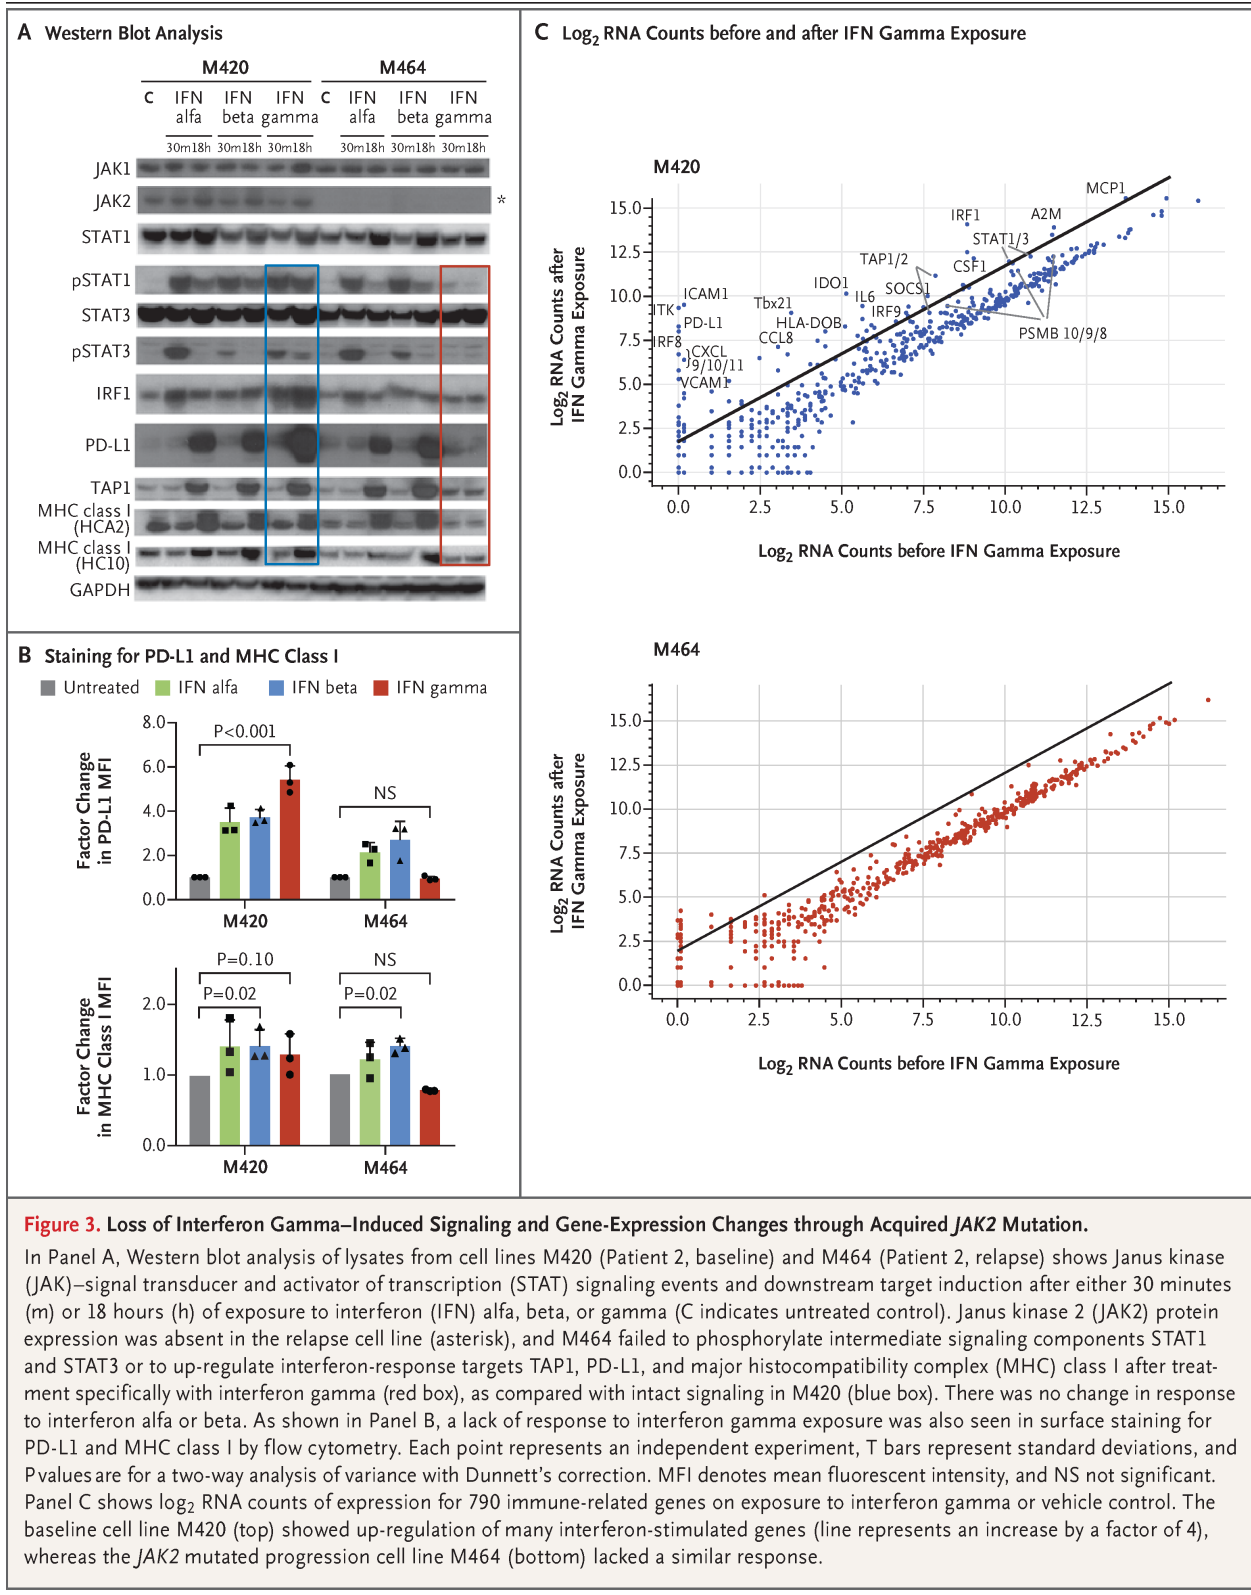 A Western Blot Analysis
M420 M464
C IFN alfa IFN beta IFN gamma C IFN alfa IFN beta IFN gamma
30m18h 30m18h 30m18h 30m18h 30m18h 30m18h
JAK1
JAK2 *
STAT1
pSTAT1
STAT3
pSTAT3
IRF1
PD-L1
TAP1
MHC class I
(HCA2)
MHC class I
(HC10)
GAPDH
B Staining for PD-L1 and MHC Class I
Untreated IFN alfa IFN beta IFN gamma
Factor Change
in PD-L1 MFI
8.0
6.0
4.0
2.0
0.0
P<0.001
NS
M420 M464
Factor Change
in MHC Class I MFI
2.0
1.0
0.0
P=0.10
P=0.02
NS
P=0.02
M420 M464
C Log2 RNA Counts before and after IFN Gamma Exposure
M420
Log2 RNA Counts after
IFN Gamma Exposure
15.0
12.5
10.0
7.5
5.0
2.5
0.0
MCP1
IRF1
A2M
STAT1/3
TAP1/2
CSF1
IDO1
SOCS1
ICAM1
Tbx21
IL6
ITK
IRF9
PD-L1
HLA-DOB
PSMB 10/9/8
IRF8
CCL8
}CXCL
9/10/11
VCAM1
0.0 2.5 5.0 7.5 10.0 12.5 15.0
Log2 RNA Counts before IFN Gamma Exposure
M464
Log2 RNA Counts after
IFN Gamma Exposure
15.0
12.5
10.0
7.5
5.0
2.5
0.0
0.0 2.5 5.0 7.5 10.0 12.5 15.0
Log2 RNA Counts before IFN Gamma Exposure
Figure 3. Loss of Interferon Gamma–Induced Signaling and Gene-Expression Changes through Acquired JAK2 Mutation.
In Panel A, Western blot analysis of lysates from cell lines M420 (Patient 2, baseline) and M464 (Patient 2, relapse) shows Janus kinase
(JAK)–signal transducer and activator of transcription (STAT) signaling events and downstream target induction after either 30 minutes
(m) or 18 hours (h) of exposure to interferon (IFN) alfa, beta, or gamma (C indicates untreated control). Janus kinase 2 (JAK2) protein
expression was absent in the relapse cell line (asterisk), and M464 failed to phosphorylate intermediate signaling components STAT1
and STAT3 or to up-regulate interferon-response targets TAP1, PD-L1, and major histocompatibility complex (MHC) class I after treat-
ment specifically with interferon gamma (red box), as compared with intact signaling in M420 (blue box). There was no change in response
to interferon alfa or beta. As shown in Panel B, a lack of response to interferon gamma exposure was also seen in surface staining for
PD-L1 and MHC class I by flow cytometry. Each point represents an independent experiment, T bars represent standard deviations, and
P values are for a two-way analysis of variance with Dunnett's correction. MFI denotes mean fluorescent intensity, and NS not significant.
Panel C shows log2 RNA counts of expression for 790 immune-related genes on exposure to interferon gamma or vehicle control. The
baseline cell line M420 (top) showed up-regulation of many interferon-stimulated genes (line represents an increase by a factor of 4),
whereas the JAK2 mutated progression cell line M464 (bottom) lacked a similar response.